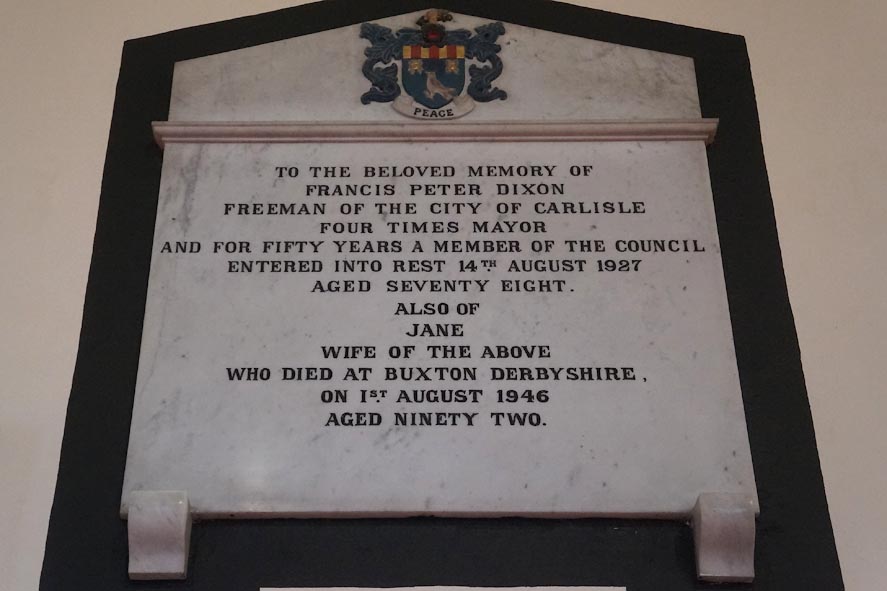 PEACE
TO THE BELOVED MEMORY OF
FRANCIS PETER DIXON
FREEMAN OF THE CITY OF CARLISLE
FOUR TIMES MAYOR
AND FOR FIFTY YEARS A MEMBER OF THE COUNCIL
ENTERED INTO REST 14TH AUGUST 1927
AGED SEVENTY EIGHT.
ALSO OF
JANE
WIFE OF THE ABOVE
WHO DIED AT BUXTON DERBYSHIRE,
ON 1ST AUGUST 1946
AGED NINETY TWO.